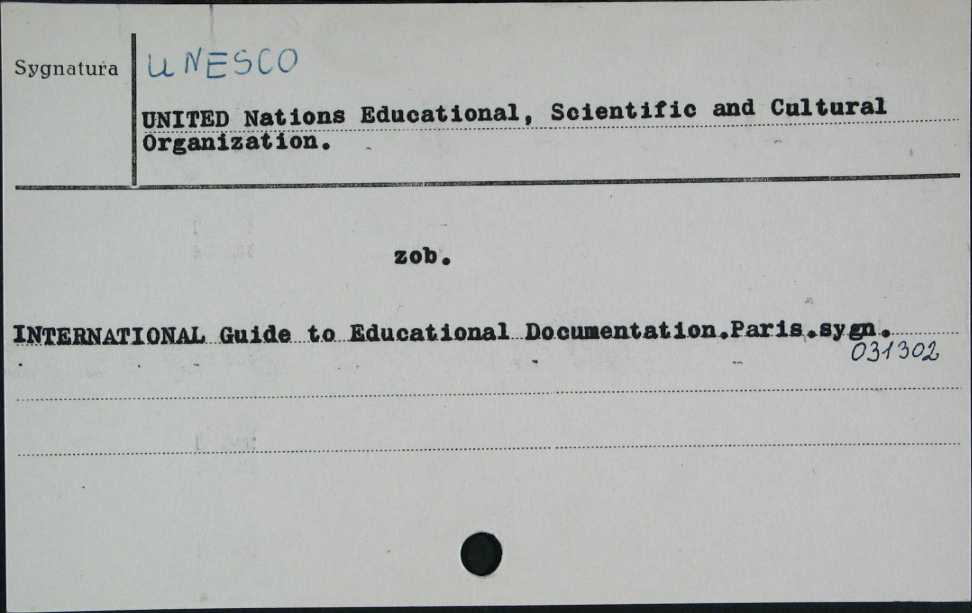 Sygnatura
UNESCO
UNITED Nations Educational, Scientific and Cultural
Organization.
zob.
INTERNATIONAL Guide to Educational Documentation.Paris.sygn.
031302